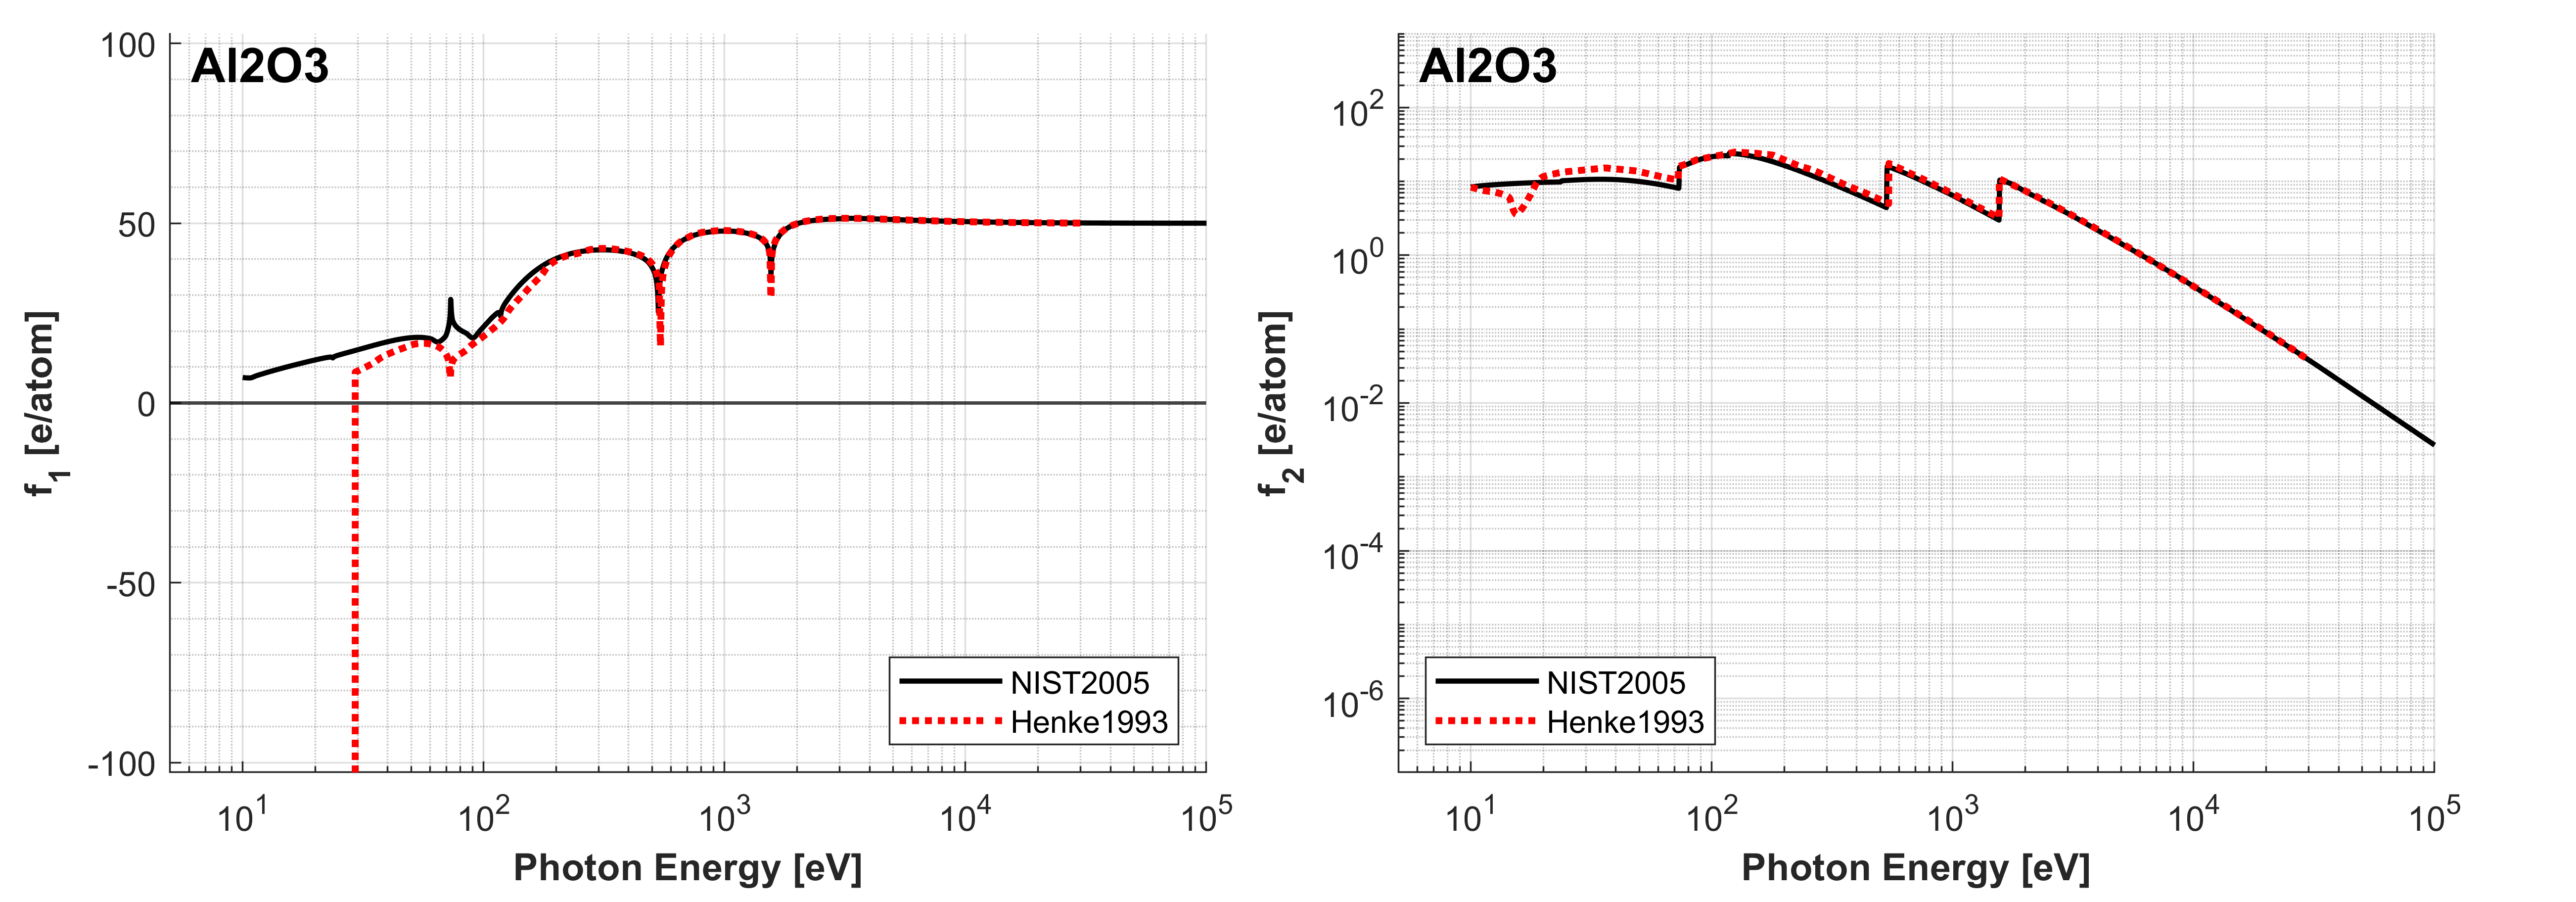 Al2O3
100
50
0
-50
-100
f1 [e/atom]
NIST2005
Henke1993
10^1 10^2 10^3 10^4 10^5
Photon Energy [eV]
Al2O3
10^2
10^0
10^-2
10^-4
10^-6
f2 [e/atom]
NIST2005
Henke1993
10^1 10^2 10^3 10^4 10^5
Photon Energy [eV]